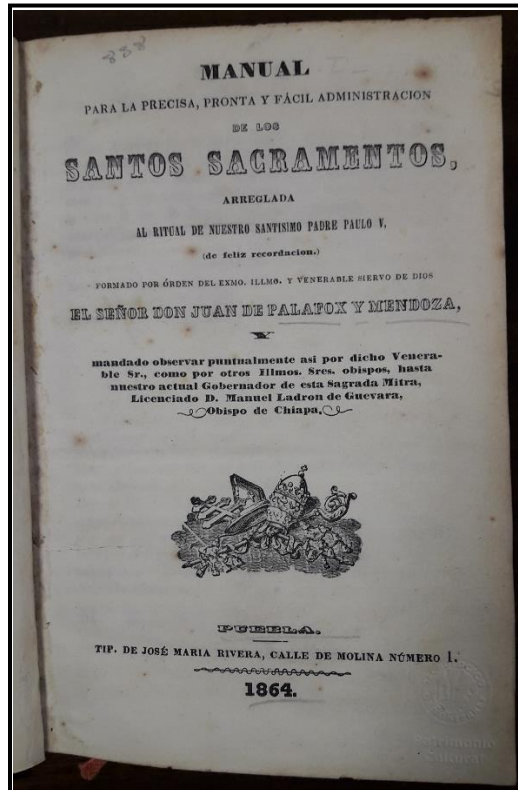 888
MANUAL
PARA LA PRECISA, PRONTA Y FÁCIL ADMINISTRACION
DE LOS
SANTOS SACRAMENTOS,
ARREGLADA
AL RITUAL DE NUESTRO SANTISIMO PADRE PAULO V,
(de feliz recordacion.)
FORMADO POR ÓRDEN DEL EXMO. ILLMO. Y VENERABLE SIERVO DE DIOS
EL SEÑOR DON JUAN DE PALAFOX Y MENDOZA,
Y
mandado observar puntualmente asi por dicho Venera-
ble Sr., como por otros Illmos. Sres. obispos, hasta
nuestro actual Gobernador de esta Sagrada Mitra,
Licenciado D. Manuel Ladron de Guevara,
Obispo de Chiapa.
PUEBLA.
TIP. DE JOSÉ MARIA RIVERA, CALLE DE MOLINA NÚMERO 1.
1864.
Patrimonio
Cultural